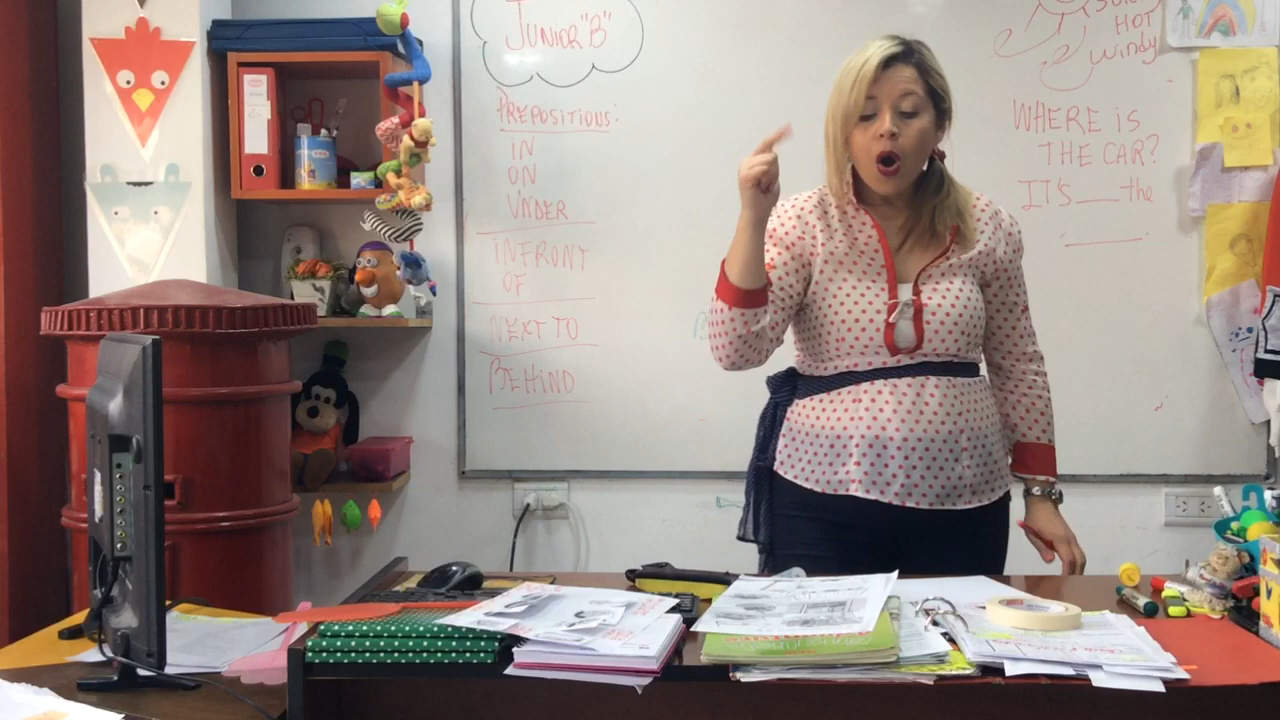 JUNIOR "B"
PREPOSITIONS:
IN
ON
UNDER
INFRONT
OF
NEXT TO
BEHIND
HOT
windy
WHERE IS
THE CAR?
IT'S ___ the
______